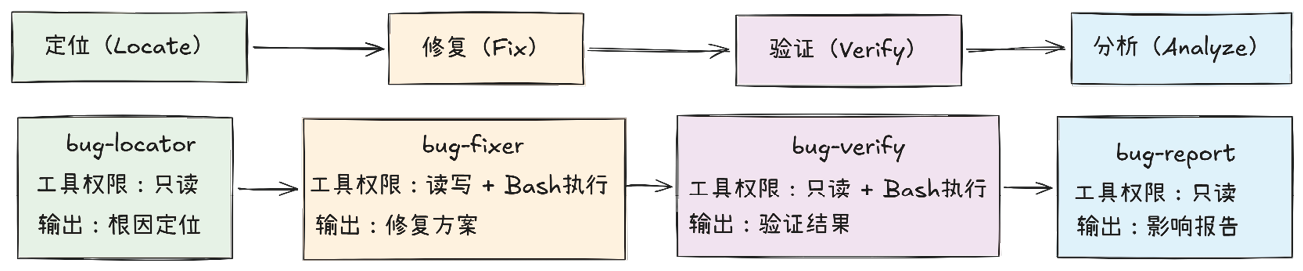 定位（Locate）
修复（Fix）
验证（Verify）
分析（Analyze）
bug-locator
工具权限：只读
输出：根因定位
bug-fixer
工具权限：读写 + Bash执行
输出：修复方案
bug-verify
工具权限：只读 + Bash执行
输出：验证结果
bug-report
工具权限：只读
输出：影响报告